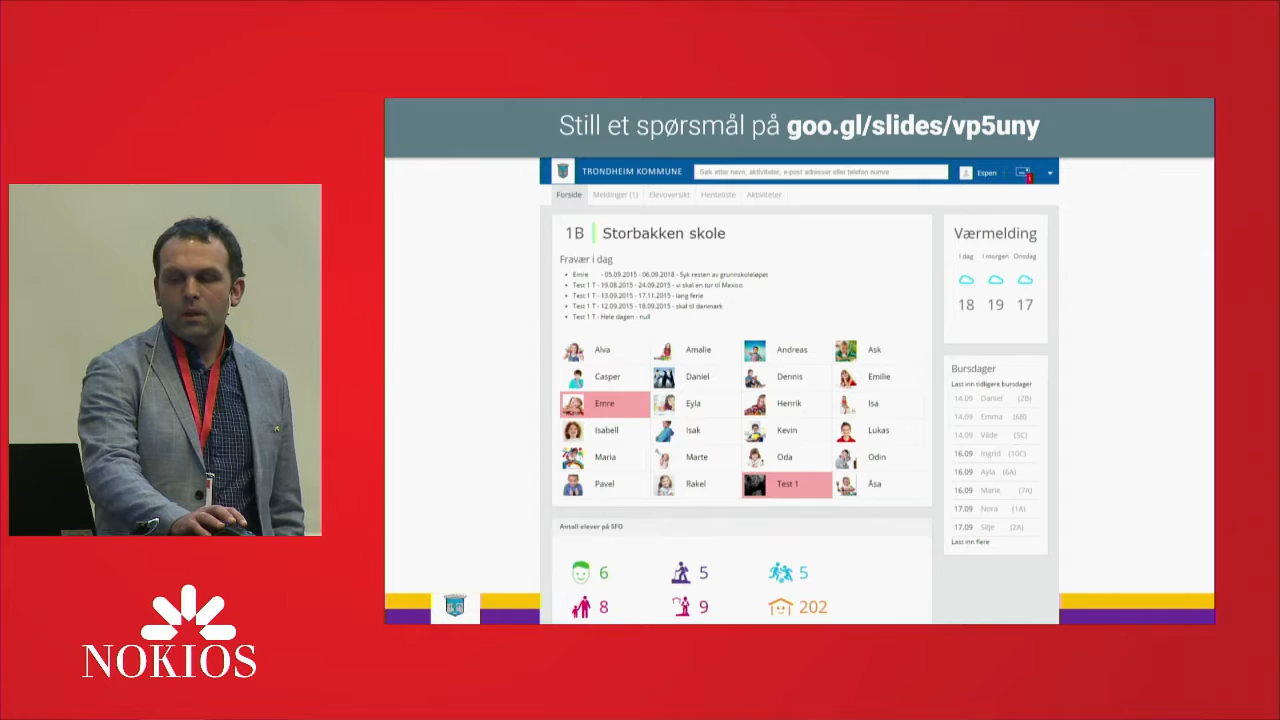 Still et spørsmål på goo.gl/slides/vp5uny
TRONDHEIM KOMMUNE
Søk etter navn, aktiviteter, e-post adresser eller telefon numre
Espen
Forside Meldinger (1) Elevoversikt Henteliste Aktiviteter
1B Storbakken skole
Fravær i dag
Emre - 05.09.2015 - 06.09.2018 - Syk resten av grunnskoleløpet
Test 1 T - 19.08.2015 - 24.09.2015 - vi skal en tur til Mexico
Test 1 T - 13.09.2015 - 17.11.2015 - lang ferie
Test 1 T - 12.09.2015 - 18.09.2015 - skal til danmark
Test 1 T - Hele dagen - null
Alva Amalie Andreas Ask
Casper Daniel Dennis Emilie
Emre Eyla Henrik Isa
Isabell Isak Kevin Lukas
Maria Marte Oda Odin
Pavel Rakel Test 1 Åsa
Antall elever på SFO
6 5 5
8 9 202
Værmelding
I dag I morgen Onsdag
18 19 17
Bursdager
Last inn tidligere bursdager
14.09 Daniel (2B)
14.09 Emma (6B)
14.09 Vilde (5C)
16.09 Ingrid (10C)
16.09 Ayla (6A)
16.09 Marie (7A)
17.09 Nora (1A)
17.09 Silje (2A)
Last inn flere
NOKIOS